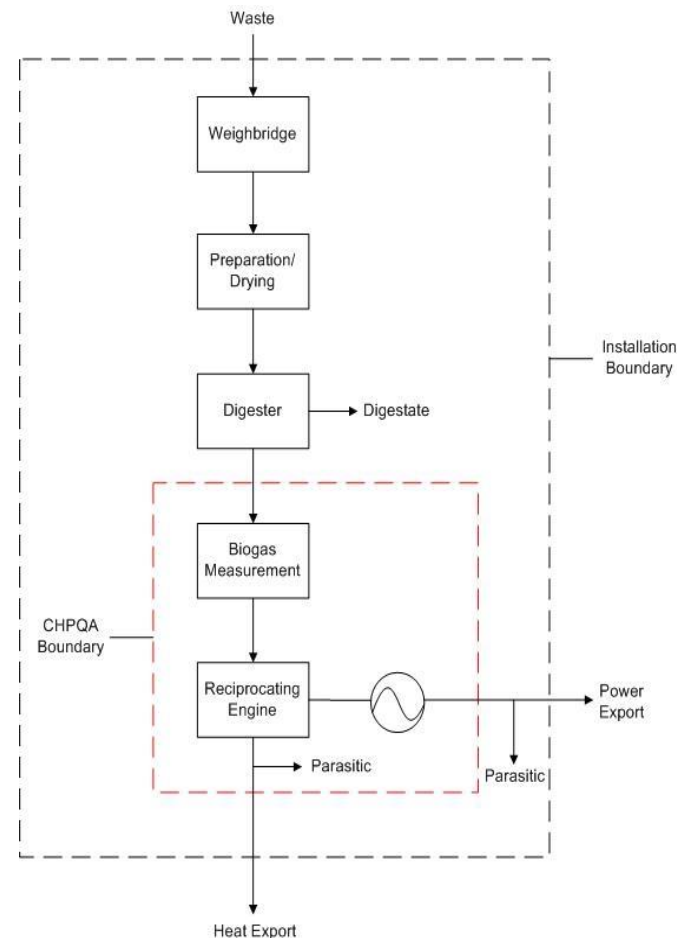 Waste
Weighbridge
Preparation/
Drying
Installation
Boundary
Digester
Digestate
Biogas
Measurement
CHPQA
Boundary
Reciprocating
Engine
Power
Export
Parasitic
Parasitic
Heat Export